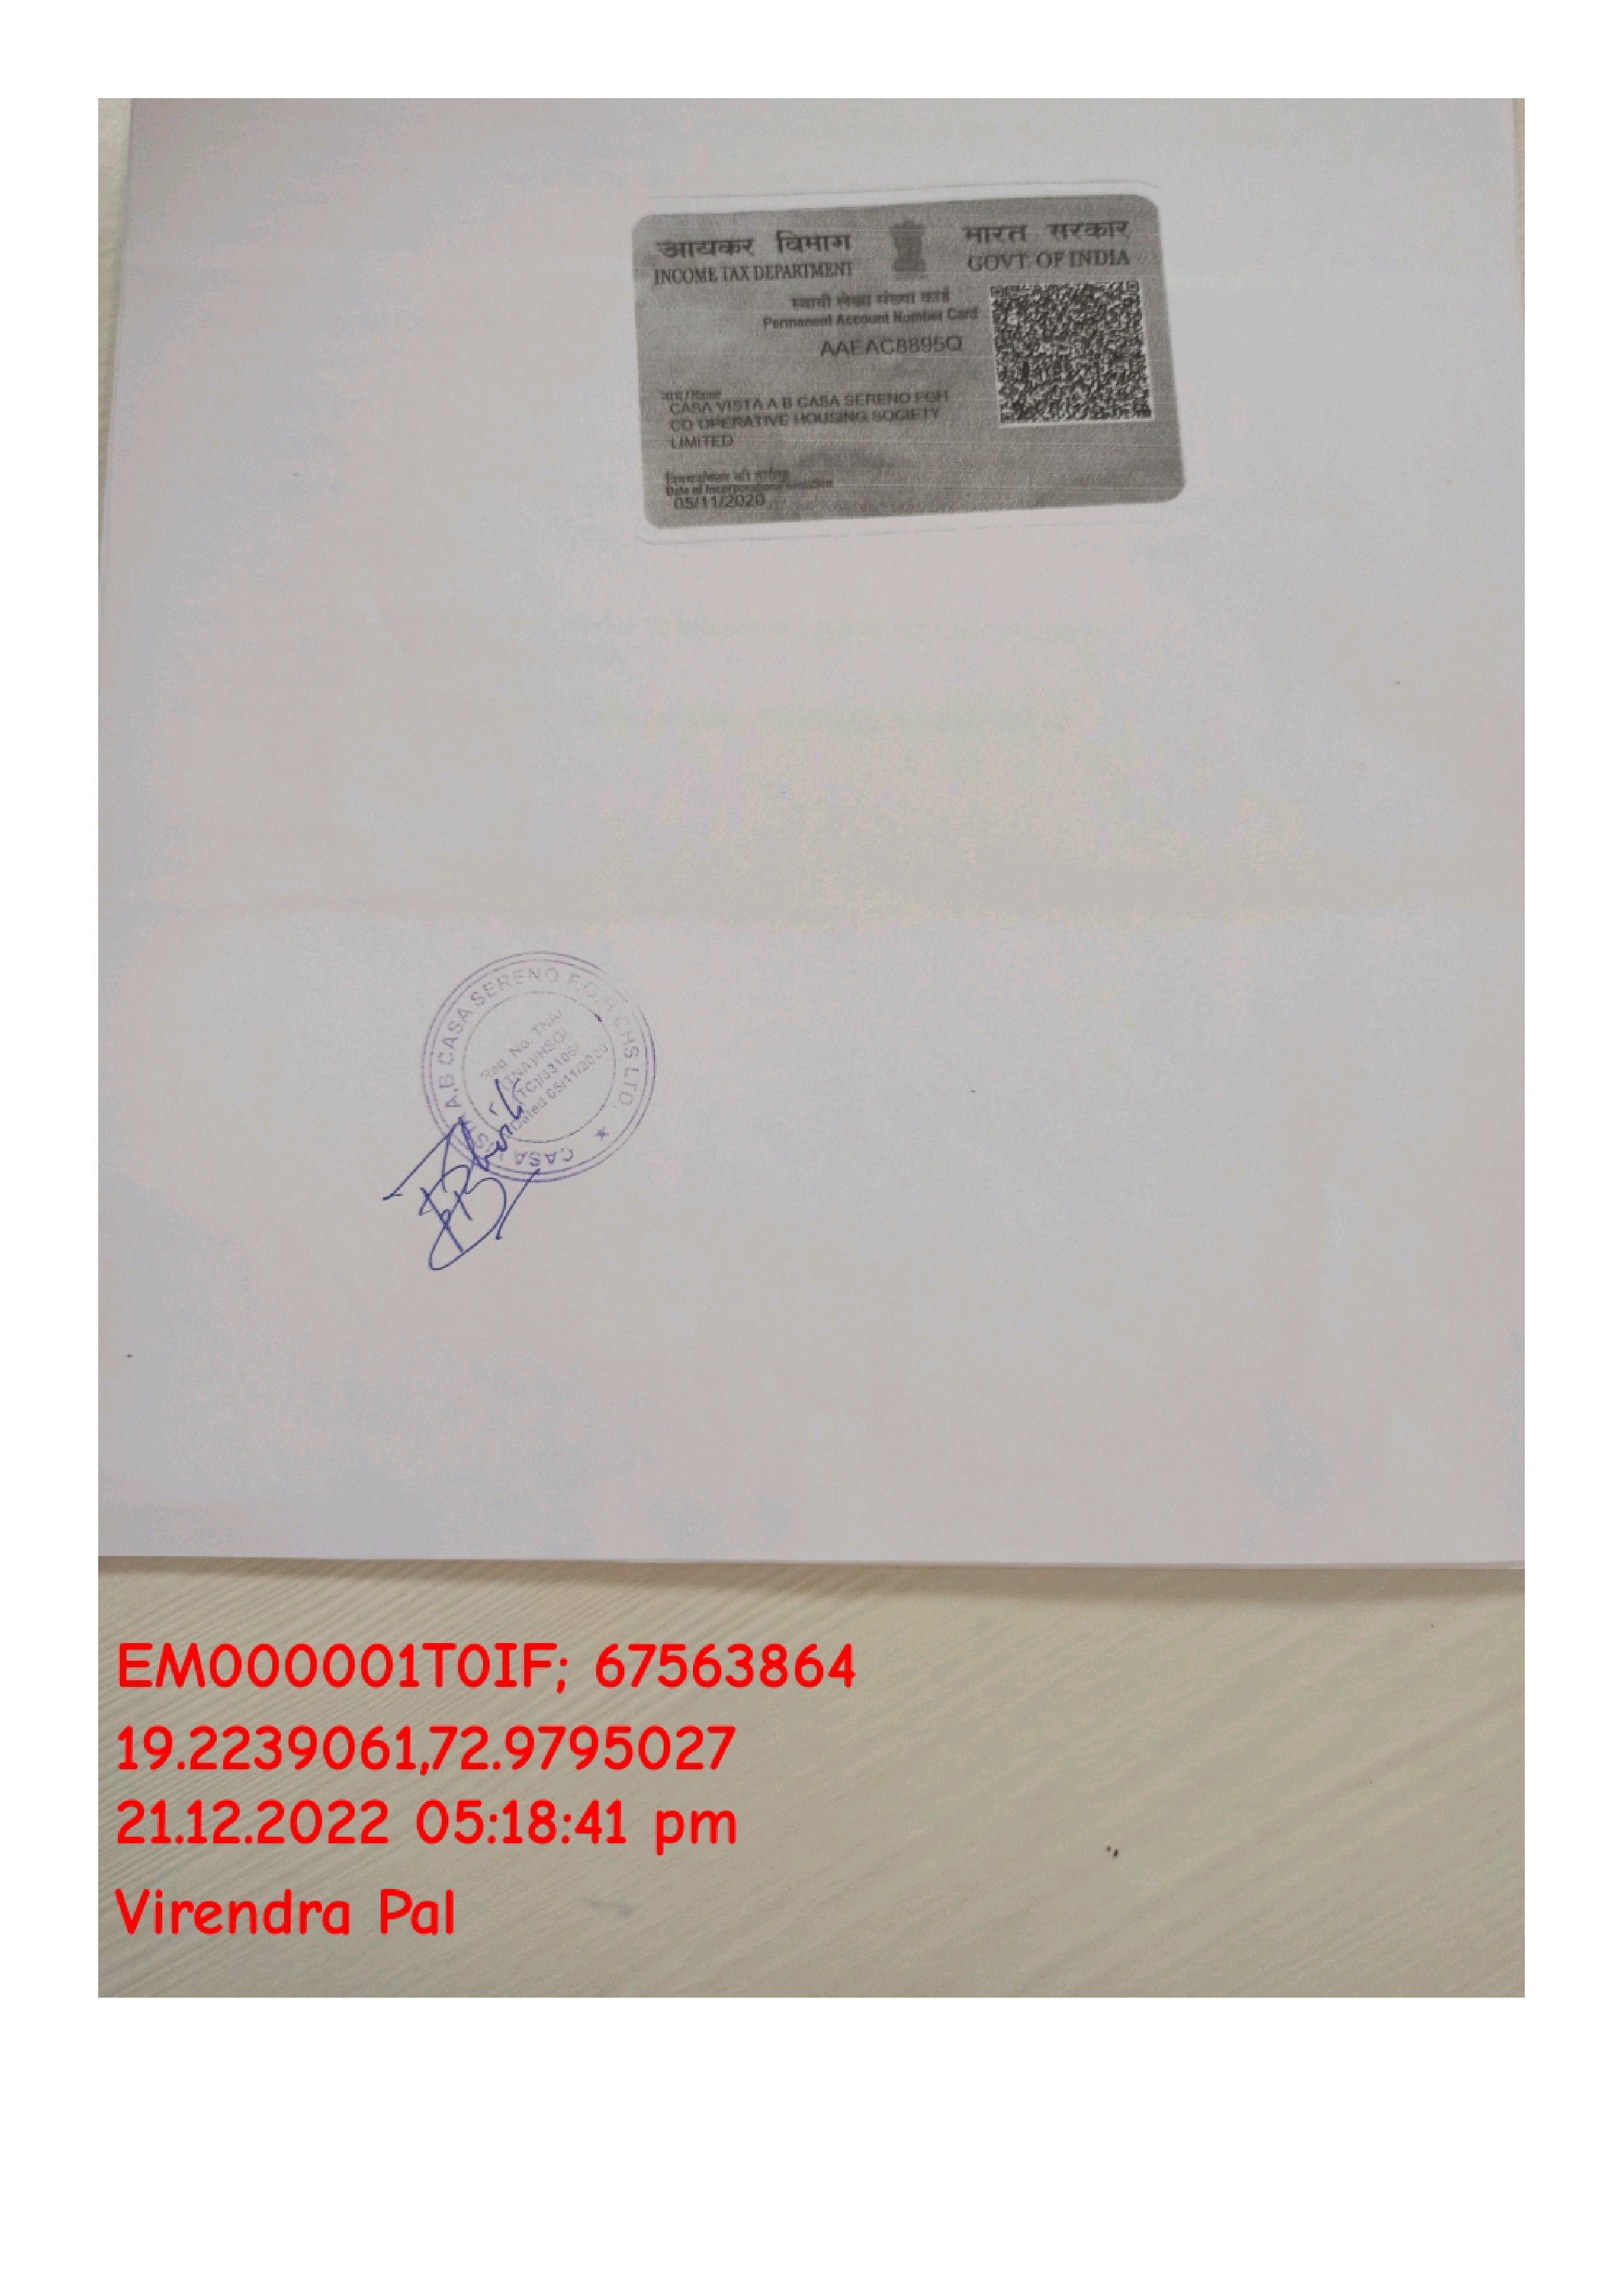 आयकर विभाग
INCOME TAX DEPARTMENT
भारत सरकार
GOVT. OF INDIA
स्थायी लेखा संख्या कार्ड
Permanent Account Number Card
AAEAC8895Q
नाम / Name
CASA VISTA A B CASA SERENO FGH
CO OPERATIVE HOUSING SOCIETY
LIMITED
Date of Incorporation/Formation
05/11/2020
CASA VISTA A,B CASA SERENO F,G,H CHS LTD. ★
Reg. No. TNA/
(TNA)/HSG/
(TC)/33106/
Dated 05/11/2020
EM000001T0IF; 67563864
19.2239061,72.9795027
21.12.2022 05:18:41 pm
Virendra Pal